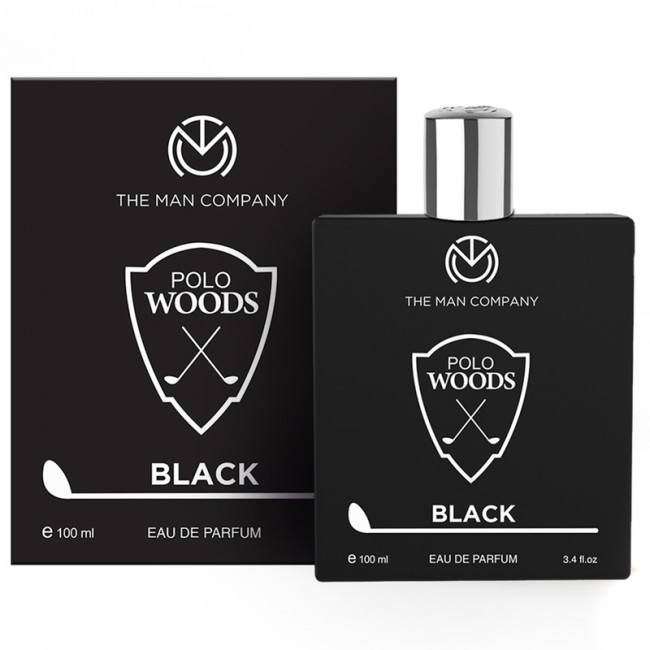 THE MAN COMPANY
POLO
WOODS
BLACK
e 100 ml EAU DE PARFUM
THE MAN COMPANY
POLO
WOODS
BLACK
e 100 ml EAU DE PARFUM 3.4 fl.oz